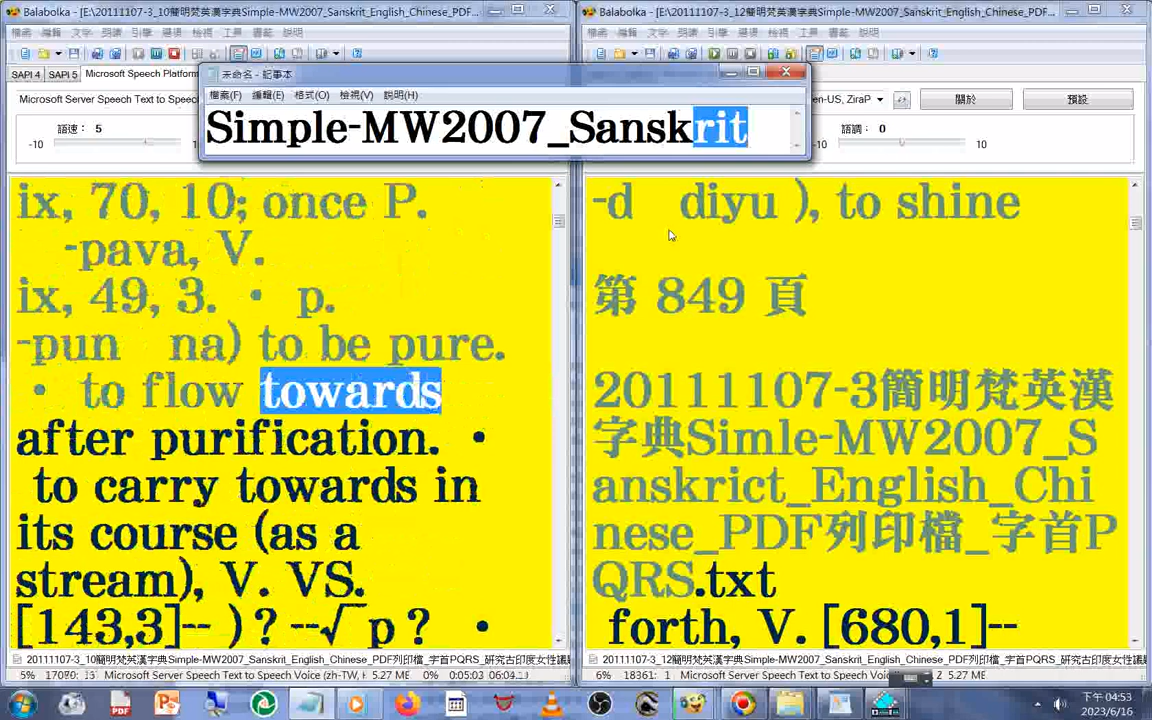 Balabolka - [E:\20111107-3_10簡明梵英漢字典Simple-MW2007_Sanskrit_English_Chinese_PDF...
Balabolka - [E:\20111107-3_12簡明梵英漢字典Simple-MW2007_Sanskrit_English_Chinese_PDF...
SAPI 4 SAPI 5 Microsoft Speech Platform
未命名 - 記事本
檔案(F) 編輯(E) 格式(O) 檢視(V) 說明(H)
Simple-MW2007_Sanskrit
Microsoft Server Speech Text to Speec
en-US, ZiraP
關於
預設
語速： 5
-10
語調： 0
-10 10
ix, 70, 10; once P.
-pava, V.
ix, 49, 3. • p.
-pun na) to be pure.
• to flow towards
after purification. •
to carry towards in
its course (as a
stream), V. VS.
[143,3]-- ) ? --√ p ? •
-d diyu ), to shine
第 849 頁
20111107-3簡明梵英漢
字典Simle-MW2007_S
anskrict_English_Chi
nese_PDF列印檔_字首P
QRS.txt
forth, V. [680,1]--
20111107-3_10簡明梵英漢字典Simple-MW2007_Sanskrit_English_Chinese_PDF列印檔_字首PQRS_研究古印度女性議
20111107-3_12簡明梵英漢字典Simple-MW2007_Sanskrit_English_Chinese_PDF列印檔_字首PQRS_研究古印度女性議
5% 5.27 MB 0% 0:05:03 Microsoft Server Speech Text to Speech Voice (zh-TW,
6% 18361: 1 Microsoft Server Speech Text to Speech Voice 5.27 MB
下午 04:53
2023/6/16